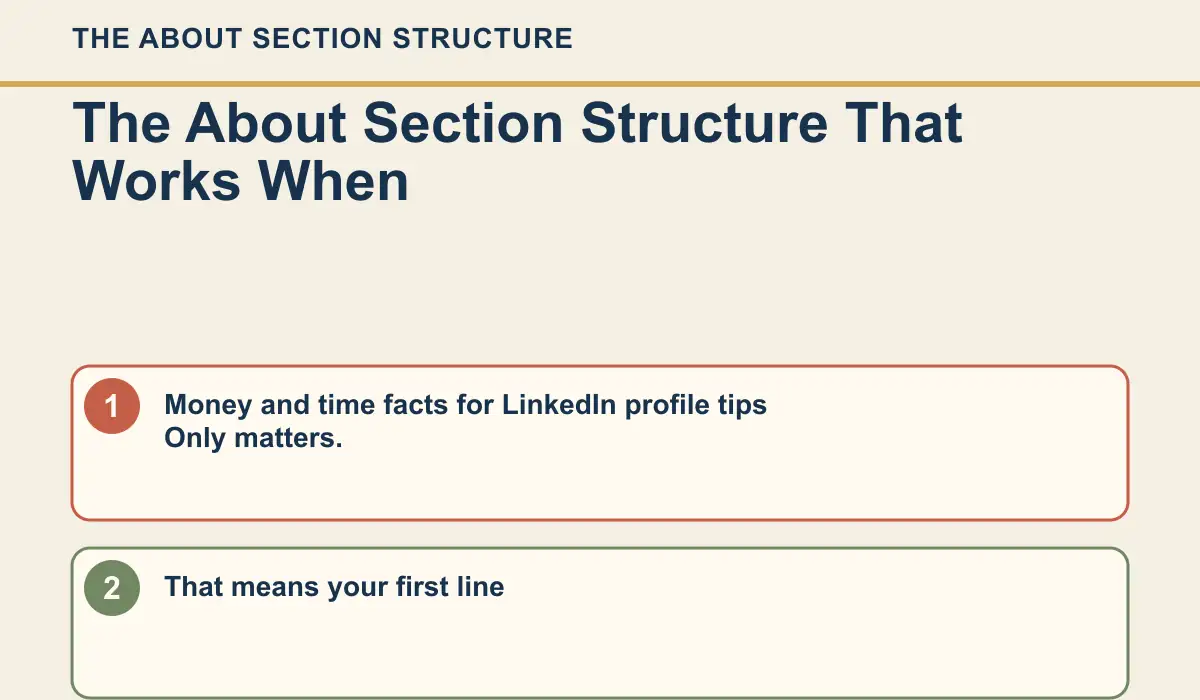 THE ABOUT SECTION STRUCTURE
The About Section Structure That
Works When
1
Money and time facts for LinkedIn profile tips
Only matters.
2
That means your first line